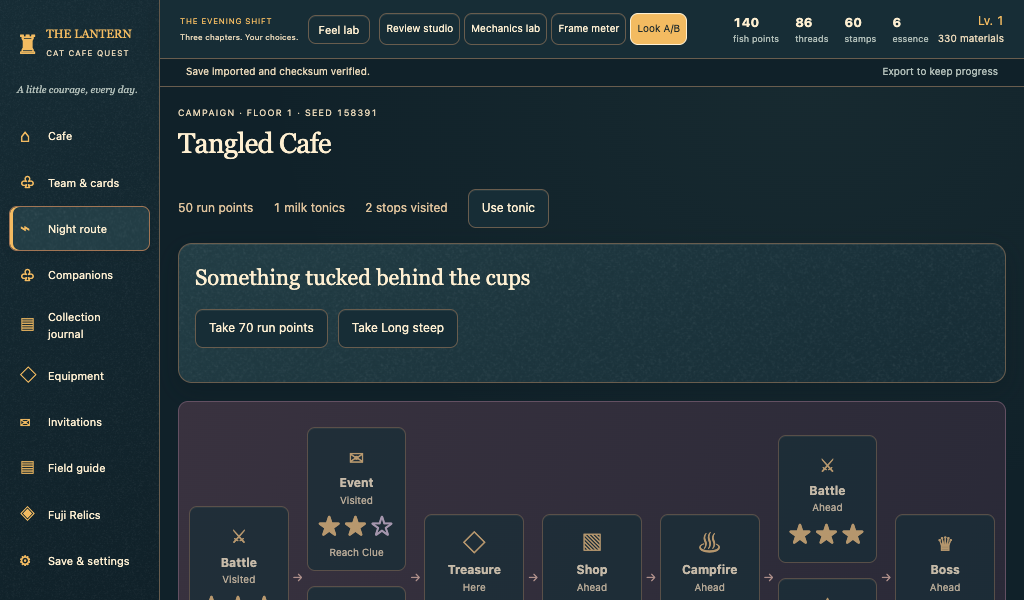 THE LANTERN
CAT CAFE QUEST
A little courage, every day.
Cafe
Team & cards
Night route
Companions
Collection
journal
Equipment
Invitations
Field guide
Fuji Relics
Save & settings
THE EVENING SHIFT
Three chapters. Your choices.
Feel lab
Review studio
Mechanics lab
Frame meter
Look A/B
140
fish points
86
threads
60
stamps
6
essence
Lv. 1
330 materials
Save imported and checksum verified.
Export to keep progress
CAMPAIGN · FLOOR 1 · SEED 158391
Tangled Cafe
50 run points
1 milk tonics
2 stops visited
Use tonic
Something tucked behind the cups
Take 70 run points
Take Long steep
Battle
Visited
Event
Visited
Reach Clue
Treasure
Here
Shop
Ahead
Campfire
Ahead
Battle
Ahead
Boss
Ahead